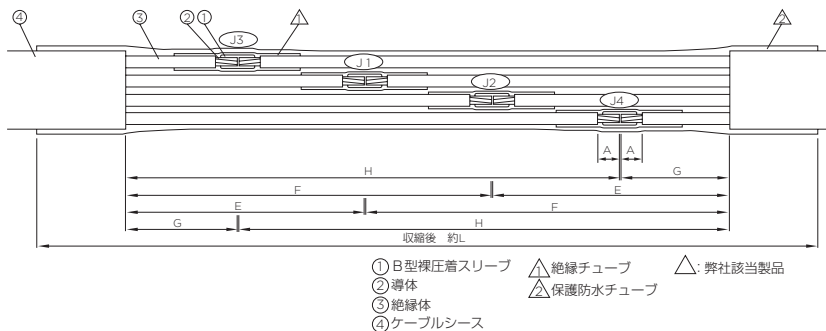 ④ ③ ② ① J3 △1 △2
J1
J2
J4
A A
H G
F E
E F
G H
収縮後 約L
①B型裸圧着スリーブ
②導体
③絶縁体
④ケーブルシース
△1絶縁チューブ
△2保護防水チューブ
△:弊社該当製品